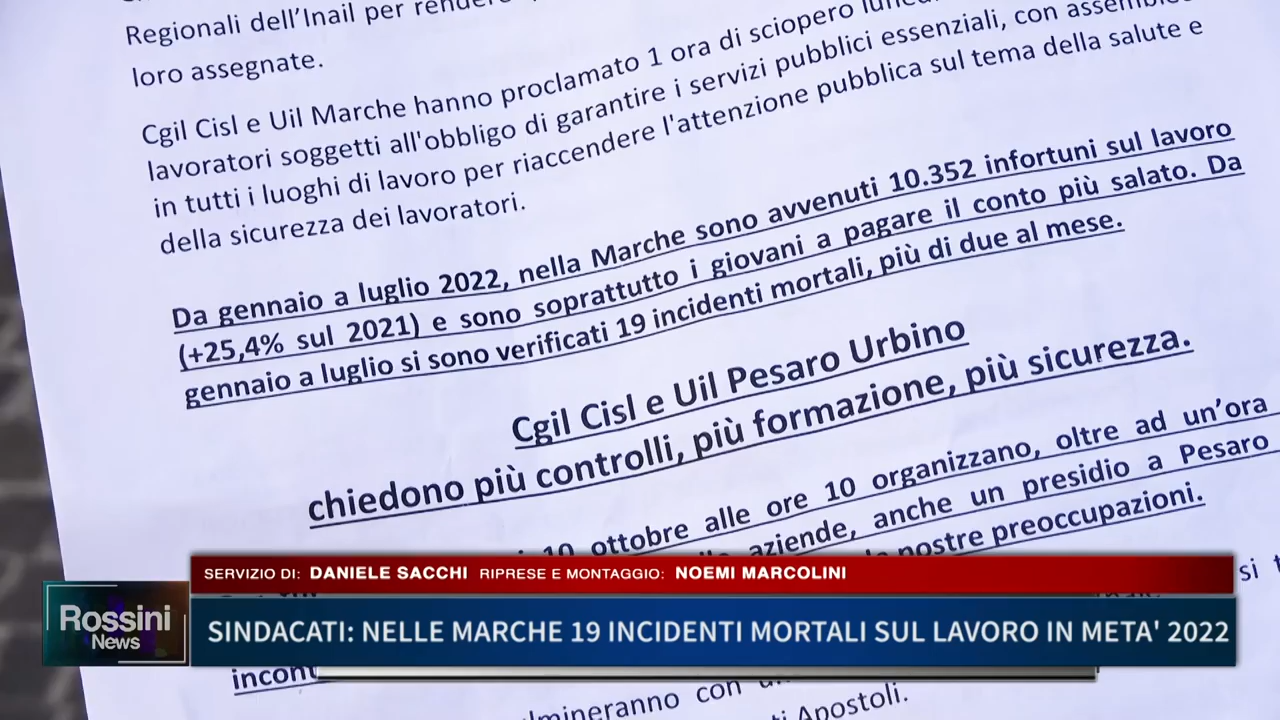 Regionali dell’Inail per rendere
loro assegnate.
Cgil Cisl e Uil Marche hanno proclamato 1 ora di sciopero
lavoratori soggetti all'obbligo di garantire i servizi pubblici essenziali, con
in tutti i luoghi di lavoro per riaccendere l'attenzione pubblica sul tema della salute e
della sicurezza dei lavoratori.
Da gennaio a luglio 2022, nella Marche sono avvenuti 10.352 infortuni sul lavoro
(+25,4% sul 2021) e sono soprattutto i giovani a pagare il conto più salato. Da
gennaio a luglio si sono verificati 19 incidenti mortali, più di due al mese.
Cgil Cisl e Uil Pesaro Urbino
chiedono più controlli, più formazione, più sicurezza.
10 ottobre alle ore 10 organizzano, oltre ad un’ora
aziende, anche un presidio a Pesaro
nostre preoccupazioni.
si
SERVIZIO DI: DANIELE SACCHI RIPRESE E MONTAGGIO: NOEMI MARCOLINI
Rossini
News
SINDACATI: NELLE MARCHE 19 INCIDENTI MORTALI SUL LAVORO IN META' 2022
con
Apostoli.